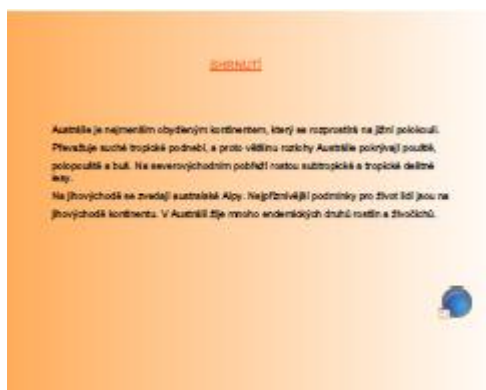 SHRNUTÍ
Austrálie je nejmenším obydleným kontinentem, který se rozprostírá na jižní polokouli.
Převažuje suché tropické podnebí, a proto většinu rozlohy Austrálie pokrývají pouště,
polopouště a buš. Na severovýchodním pobřeží rostou subtropické a tropické deštné
lesy.
Na jihovýchodě se zvedají australské Alpy. Nejpříznivější podmínky pro život lidí jsou na
jihovýchodě kontinentu. V Austrálii žije mnoho endemických druhů rostlin a živočichů.